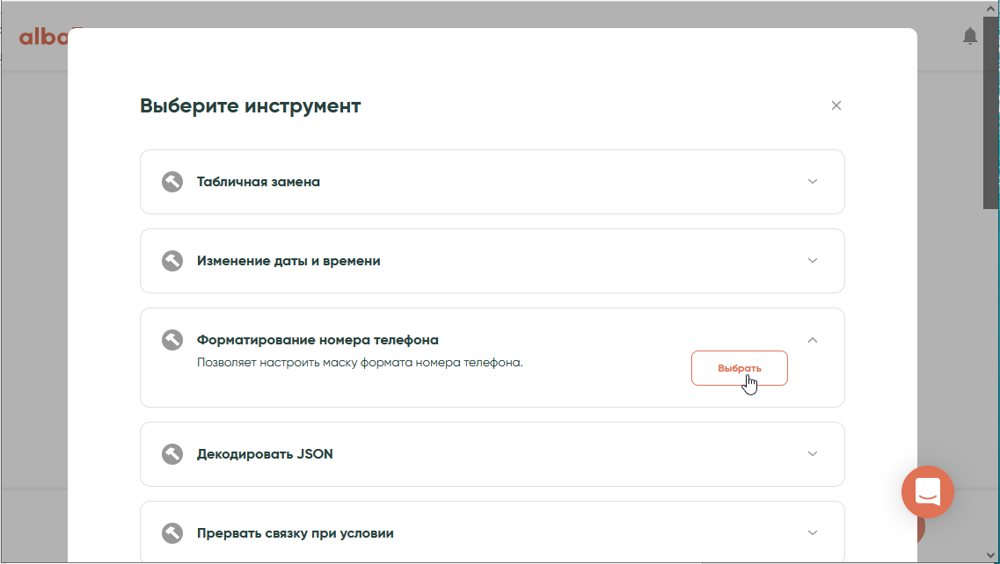 Выберите инструмент
Табличная замена
Изменение даты и времени
Форматирование номера телефона
Позволяет настроить маску формата номера телефона.
Выбрать
Декодировать JSON
Прервать связку при условии